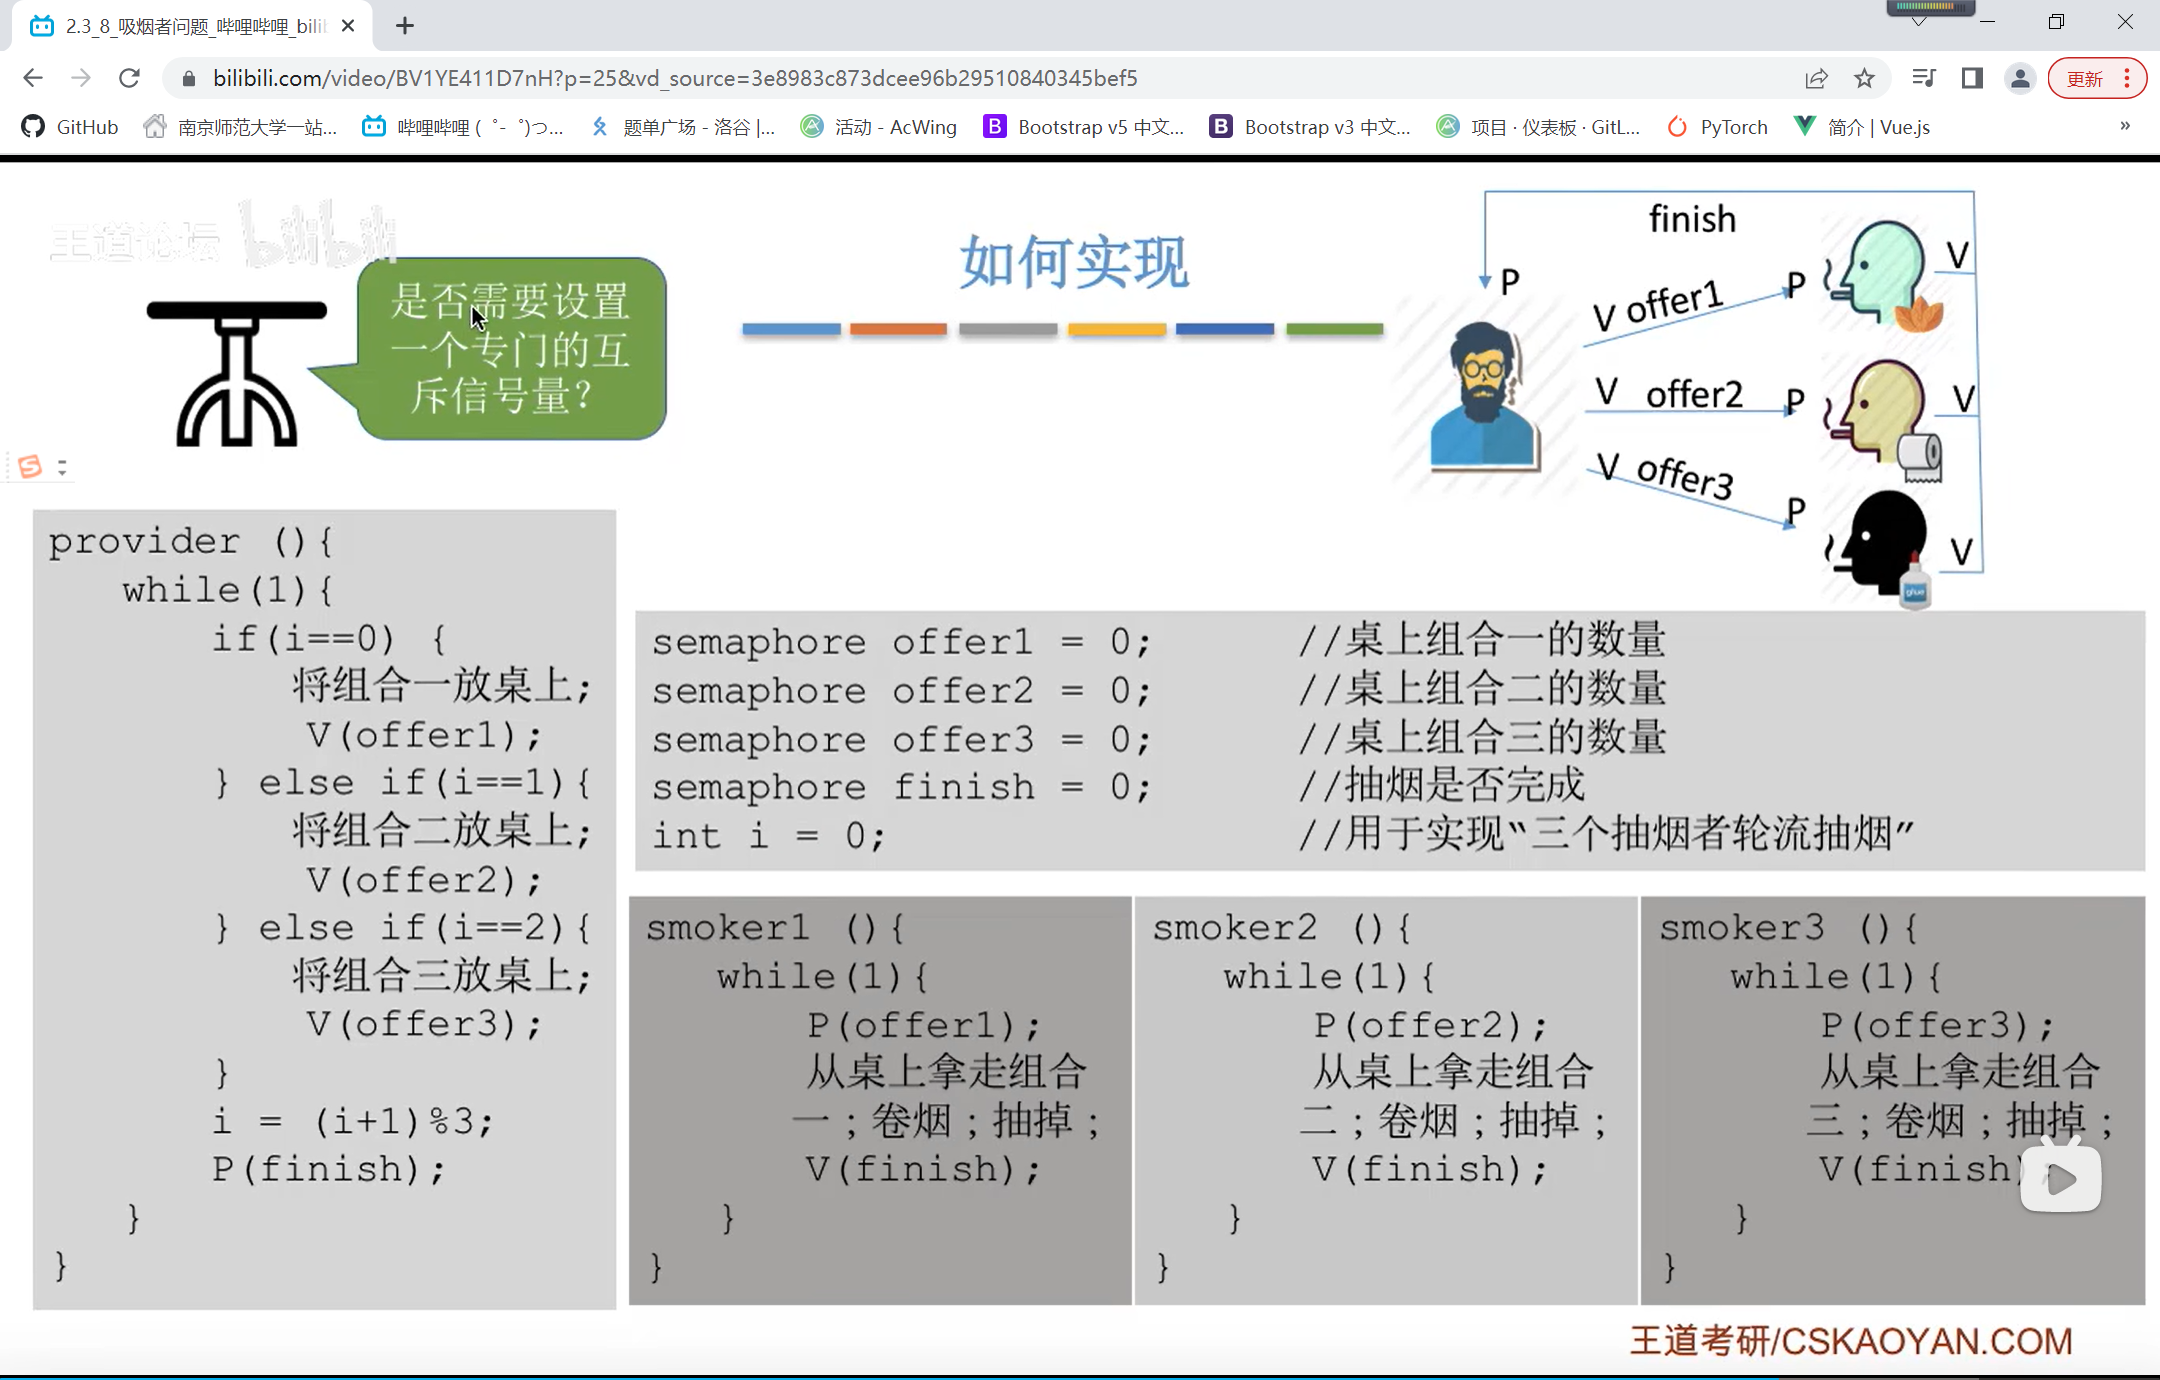 2.3_8_吸烟者问题_哔哩哔哩_bili
bilibili.com/video/BV1YE411D7nH?p=25&vd_source=3e8983c873dcee96b29510840345bef5
更新
GitHub
南京师范大学一站...
哔哩哔哩 ( ゜- ゜)つ...
题单广场 - 洛谷 |...
活动 - AcWing
Bootstrap v5 中文...
Bootstrap v3 中文...
项目 · 仪表板 · GitL...
PyTorch
简介 | Vue.js
»
王道论坛 bilibili
是否需要设置
一个专门的互
斥信号量?
如何实现
finish
P
V offer1 P V
V offer2 P V
V offer3 P V
glue
provider (){
while(1){
if(i==0) {
将组合一放桌上;
V(offer1);
} else if(i==1){
将组合二放桌上;
V(offer2);
} else if(i==2){
将组合三放桌上;
V(offer3);
}
i = (i+1)%3;
P(finish);
}
}
semaphore offer1 = 0; //桌上组合一的数量
semaphore offer2 = 0; //桌上组合二的数量
semaphore offer3 = 0; //桌上组合三的数量
semaphore finish = 0; //抽烟是否完成
int i = 0; //用于实现“三个抽烟者轮流抽烟”
smoker1 (){
while(1){
P(offer1);
从桌上拿走组合
一；卷烟；抽掉；
V(finish);
}
}
smoker2 (){
while(1){
P(offer2);
从桌上拿走组合
二；卷烟；抽掉；
V(finish);
}
}
smoker3 (){
while(1){
P(offer3);
从桌上拿走组合
三；卷烟；抽掉；
V(finish);
}
}
王道考研/CSKAOYAN.COM